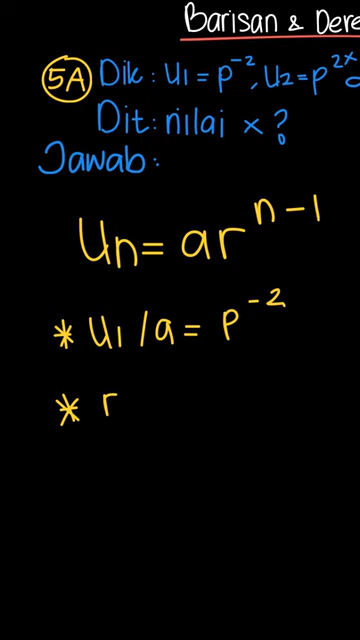 Barisan & Dere
5A Dik: U1 = p^-2, U2 = p^2x
Dit: nilai x ?
Jawab:
Un = ar^n-1
* U1/a = p^-2
* r